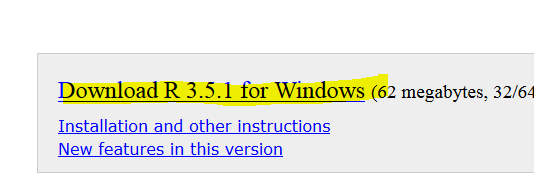 Download R 3.5.1 for Windows (62 megabytes, 32/64
Installation and other instructions
New features in this version